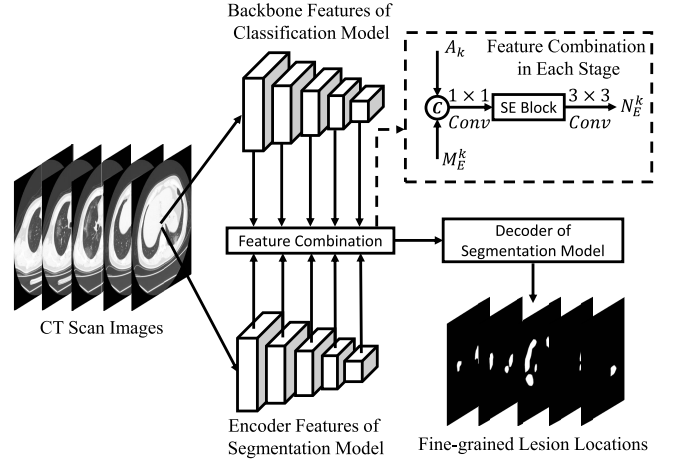 Backbone Features of
Classification Model
Feature Combination
in Each Stage
A_k
C
1 × 1
Conv
SE Block
3 × 3
Conv
N_E^k
M_E^k
Feature Combination
Decoder of
Segmentation Model
CT Scan Images
Encoder Features of
Segmentation Model
Fine-grained Lesion Locations